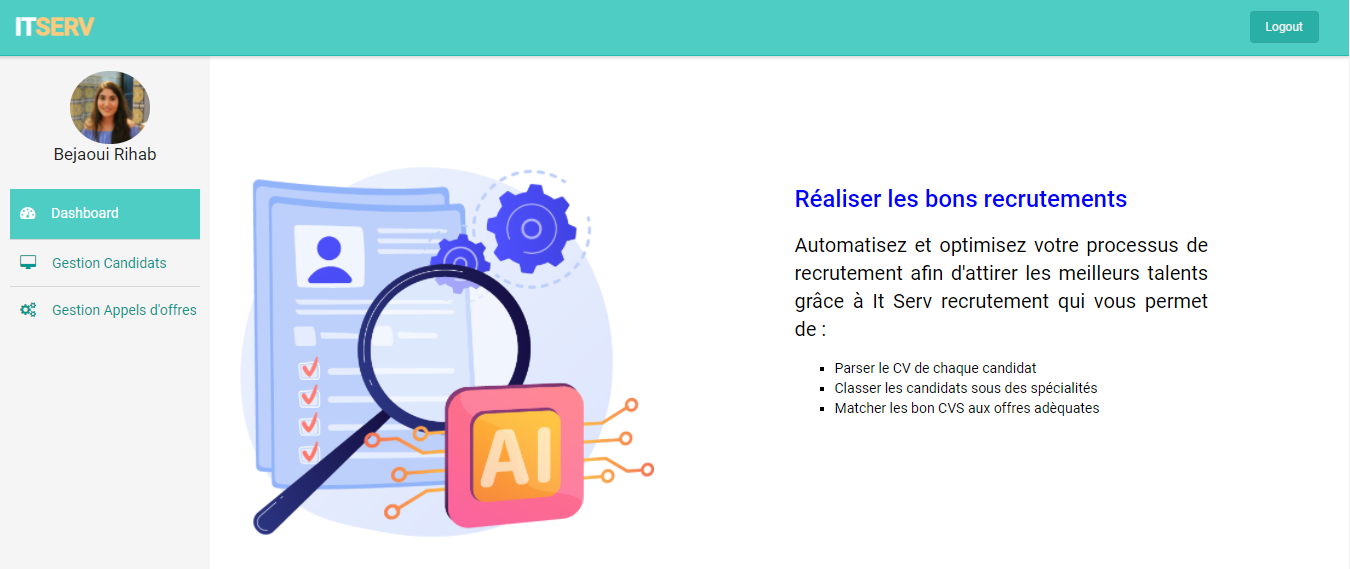 ITSERV
Logout
Bejaoui Rihab
Dashboard
Gestion Candidats
Gestion Appels d'offres
AI
Réaliser les bons recrutements
Automatisez et optimisez votre processus de
recrutement afin d'attirer les meilleurs talents
grâce à It Serv recrutement qui vous permet
de :
Parser le CV de chaque candidat
Classer les candidats sous des spécialités
Matcher les bon CVS aux offres adèquates